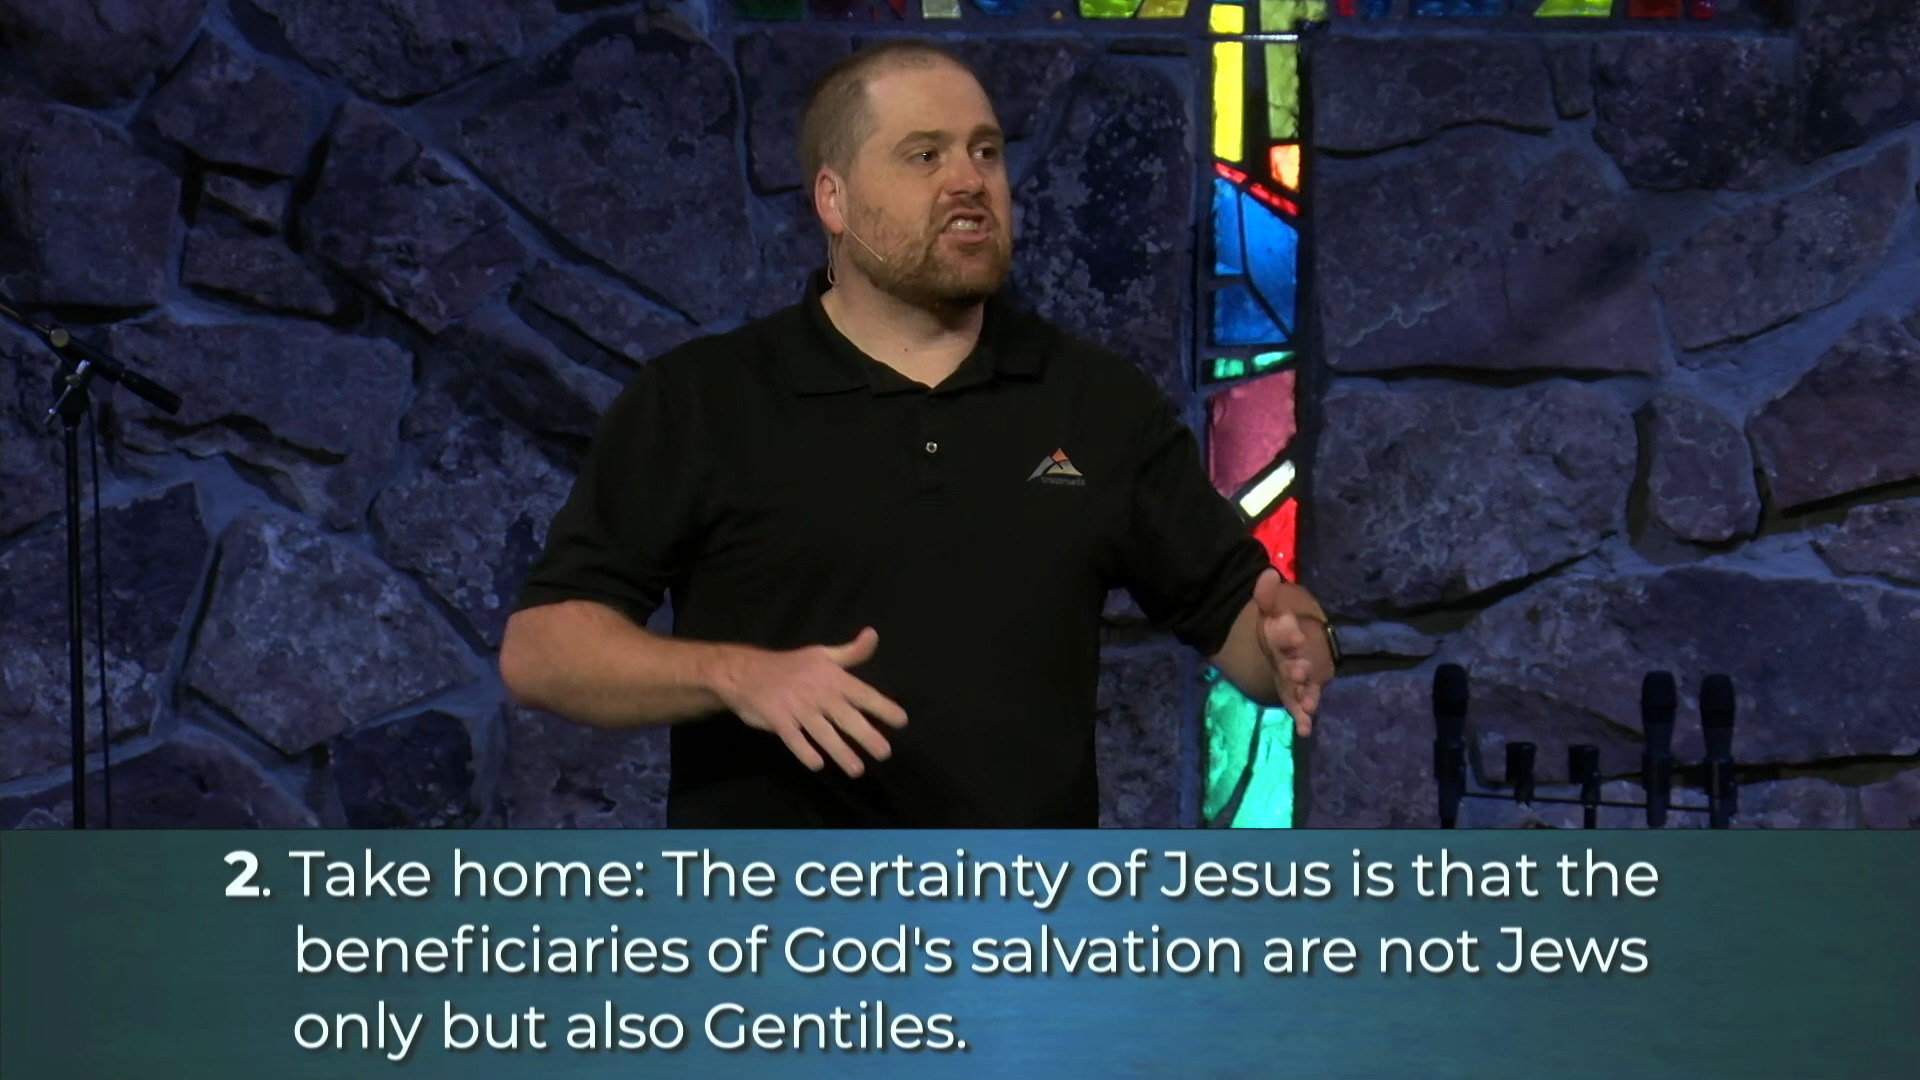 crossroads
2. Take home: The certainty of Jesus is that the
beneficiaries of God's salvation are not Jews
only but also Gentiles.